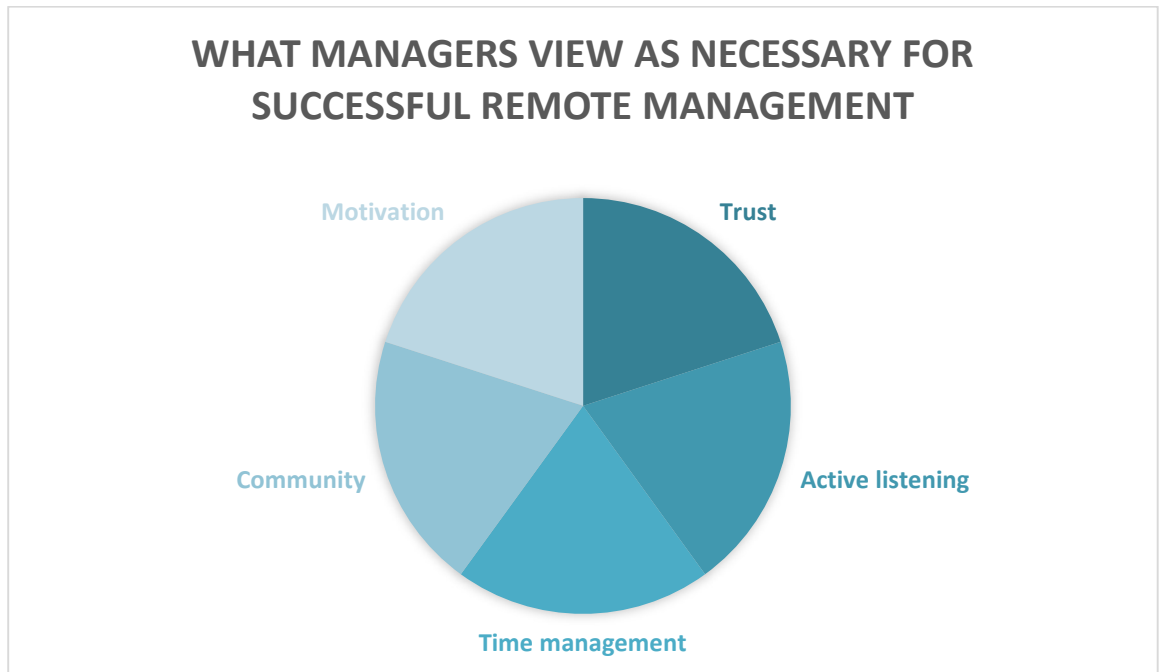 WHAT MANAGERS VIEW AS NECESSARY FOR
SUCCESSFUL REMOTE MANAGEMENT
Motivation
Trust
Community
Active listening
Time management